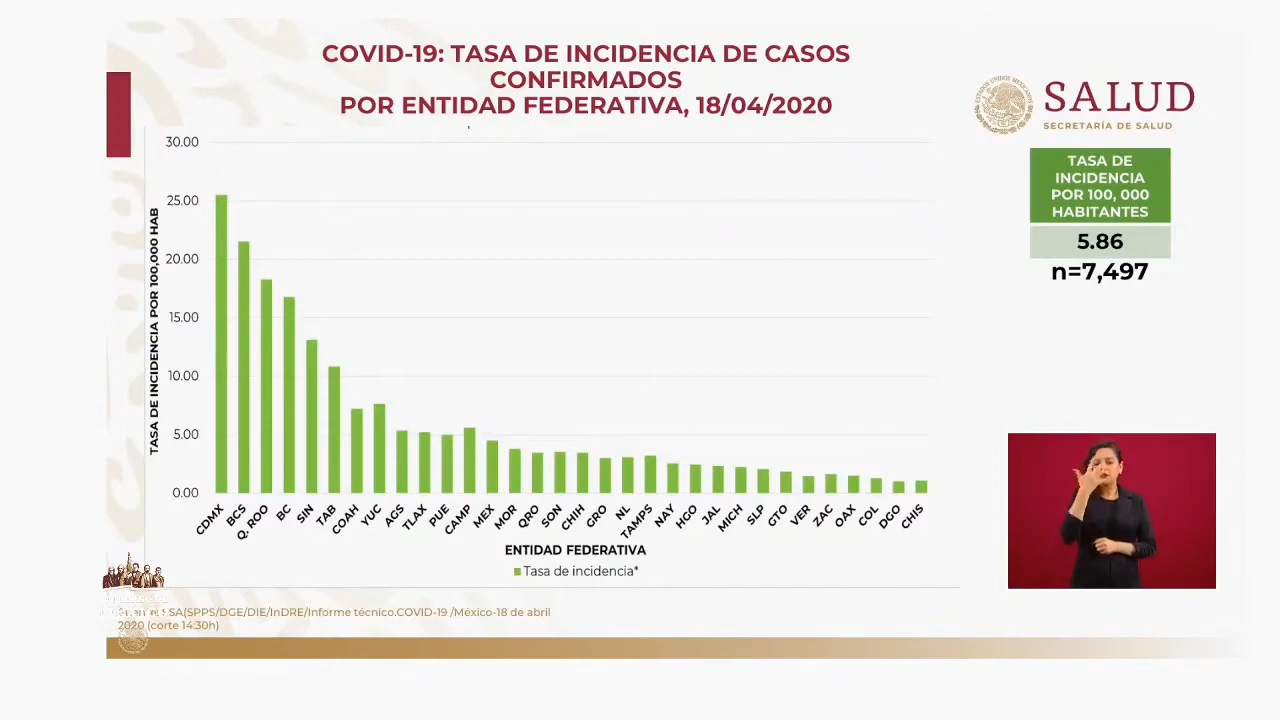 COVID-19: TASA DE INCIDENCIA DE CASOS
CONFIRMADOS
POR ENTIDAD FEDERATIVA, 18/04/2020
SALUD
SECRETARÍA DE SALUD
TASA DE
INCIDENCIA
POR 100, 000
HABITANTES
5.86
n=7,497
TASA DE INCIDENCIA POR 100,000 HAB
30.00
25.00
20.00
15.00
10.00
5.00
0.00
CDMX
BCS
Q. ROO
BC
SIN
TAB
COAH
YUC
AGS
TLAX
PUE
CAMP
MEX
MOR
QRO
SON
CHIH
GRO
NL
TAMPS
NAY
HGO
JAL
MICH
SLP
GTO
VER
ZAC
OAX
COL
DGO
CHIS
ENTIDAD FEDERATIVA
Tasa de incidencia*
SSA(SPPS/DGE/DIE/InDRE/Informe técnico.COVID-19 /México-18 de abril
2020 (corte 14:30h)